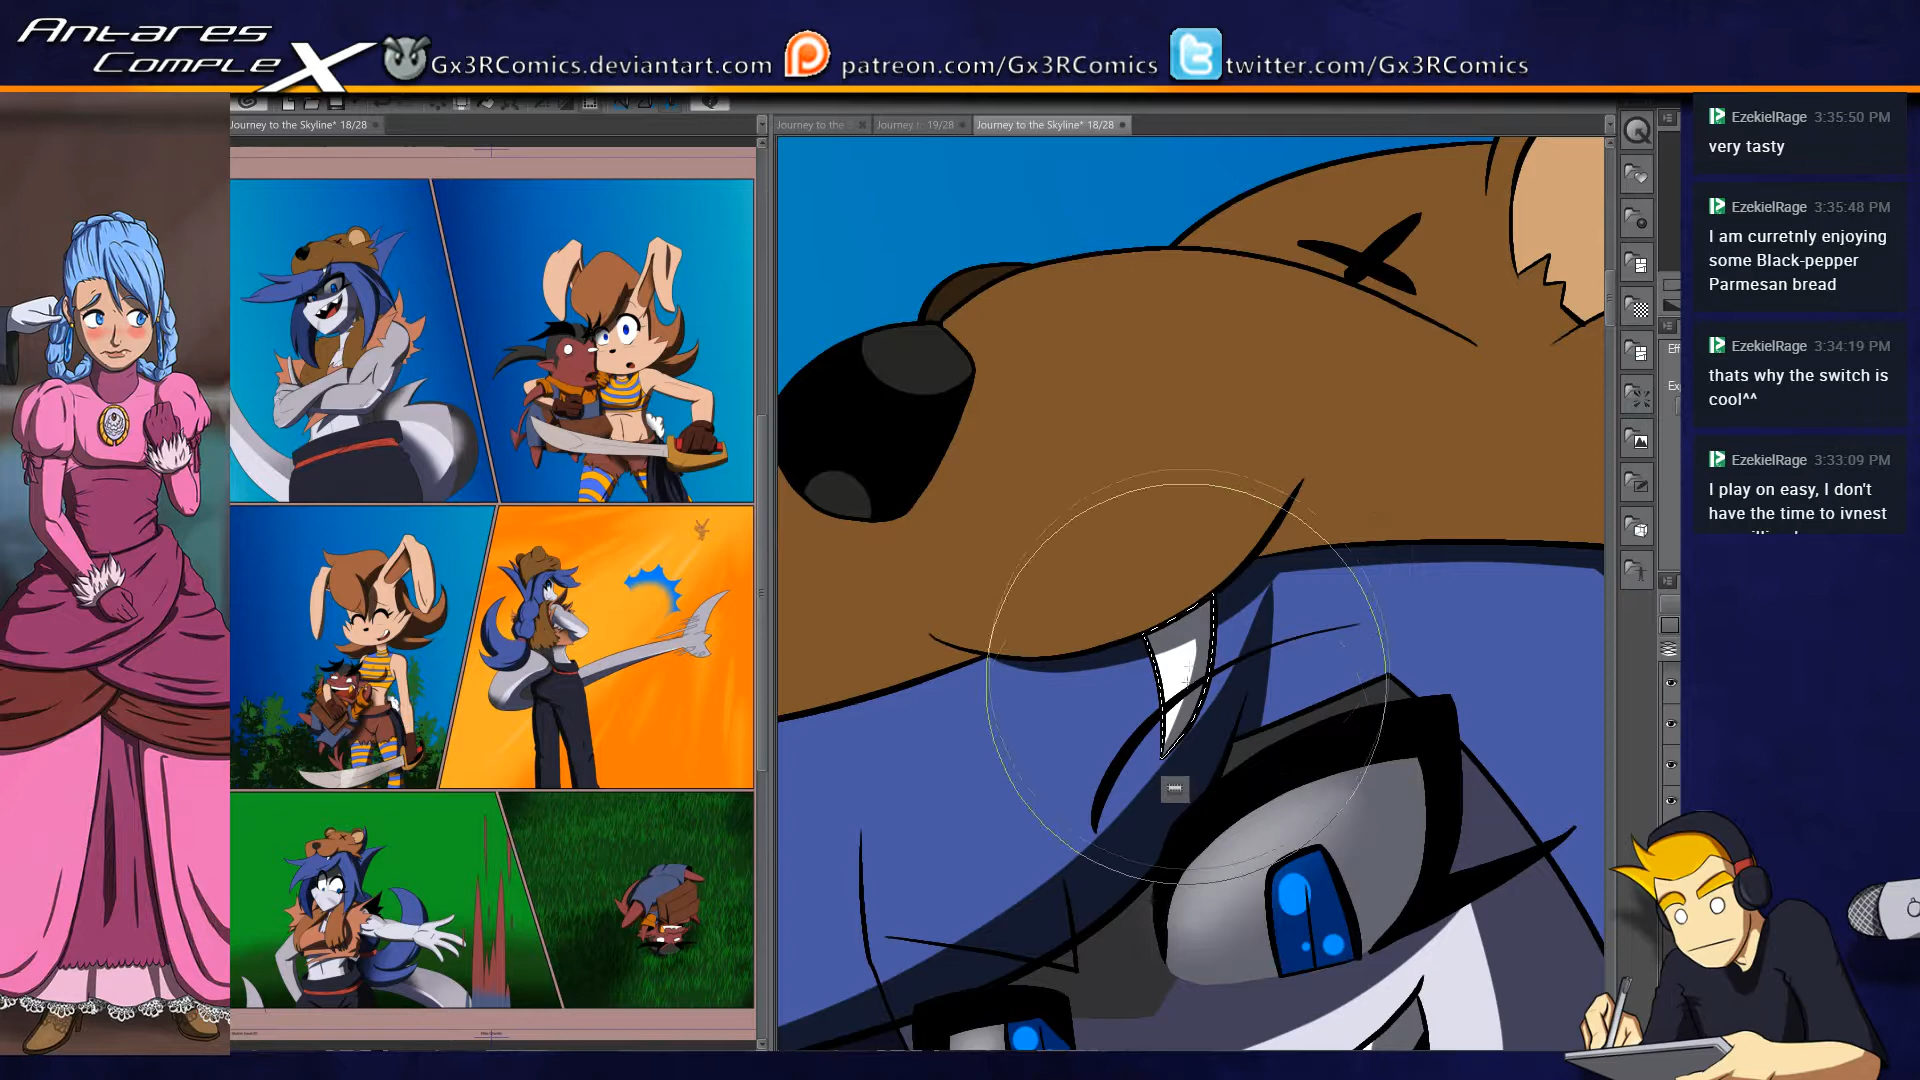 Antares
Complex
Gx3RComics.deviantart.com
patreon.com/Gx3RComics
twitter.com/Gx3RComics
Journey to the Skyline* 18/28
Journey to the
Journey t 19/28
Journey to the Skyline* 18/28
EzekielRage 3:35:50 PM
very tasty
EzekielRage 3:35:48 PM
I am curretnly enjoying
some Black-pepper
Parmesan bread
EzekielRage 3:34:19 PM
thats why the switch is
cool^^
EzekielRage 3:33:09 PM
I play on easy, I don't
have the time to ivnest